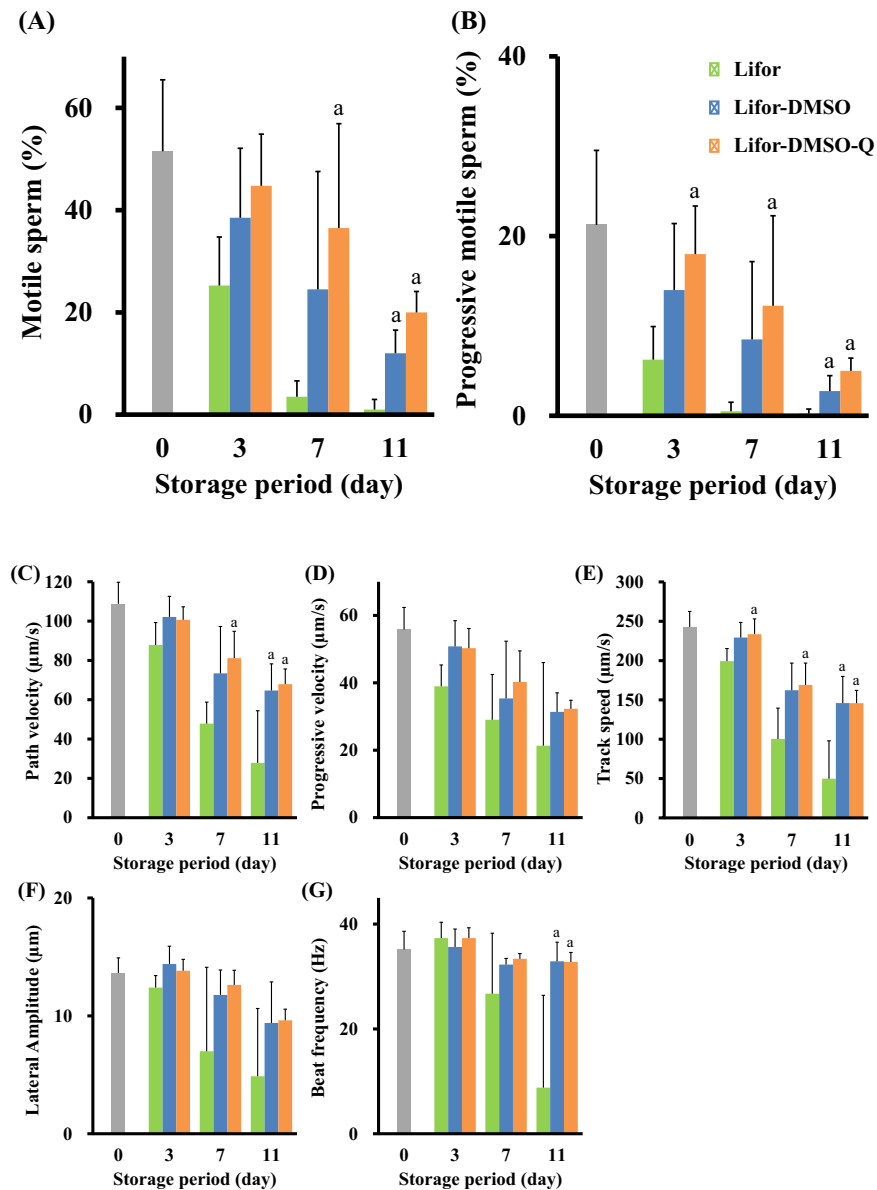 (A)
Motile sperm (%)
60
40
20
0
a
a
a
0 3 7 11
Storage period (day)
(B)
Progressive motile sperm (%)
40
20
0
Lifor
Lifor-DMSO
Lifor-DMSO-Q
a
a
a
a
0 3 7 11
Storage period (day)
(C)
Path velocity (μm/s)
120
100
80
60
40
20
0
a
a
a
0 3 7 11
Storage period (day)
(D)
Progressive velocity (μm/s)
60
40
20
0
0 3 7 11
Storage period (day)
(E)
Track speed (μm/s)
300
250
200
150
100
50
0
a
a
a
a
0 3 7 11
Storage period (day)
(F)
Lateral Amplitude (μm)
20
10
0
0 3 7 11
Storage period (day)
(G)
Beat frequency (Hz)
40
20
0
a
a
0 3 7 11
Storage period (day)